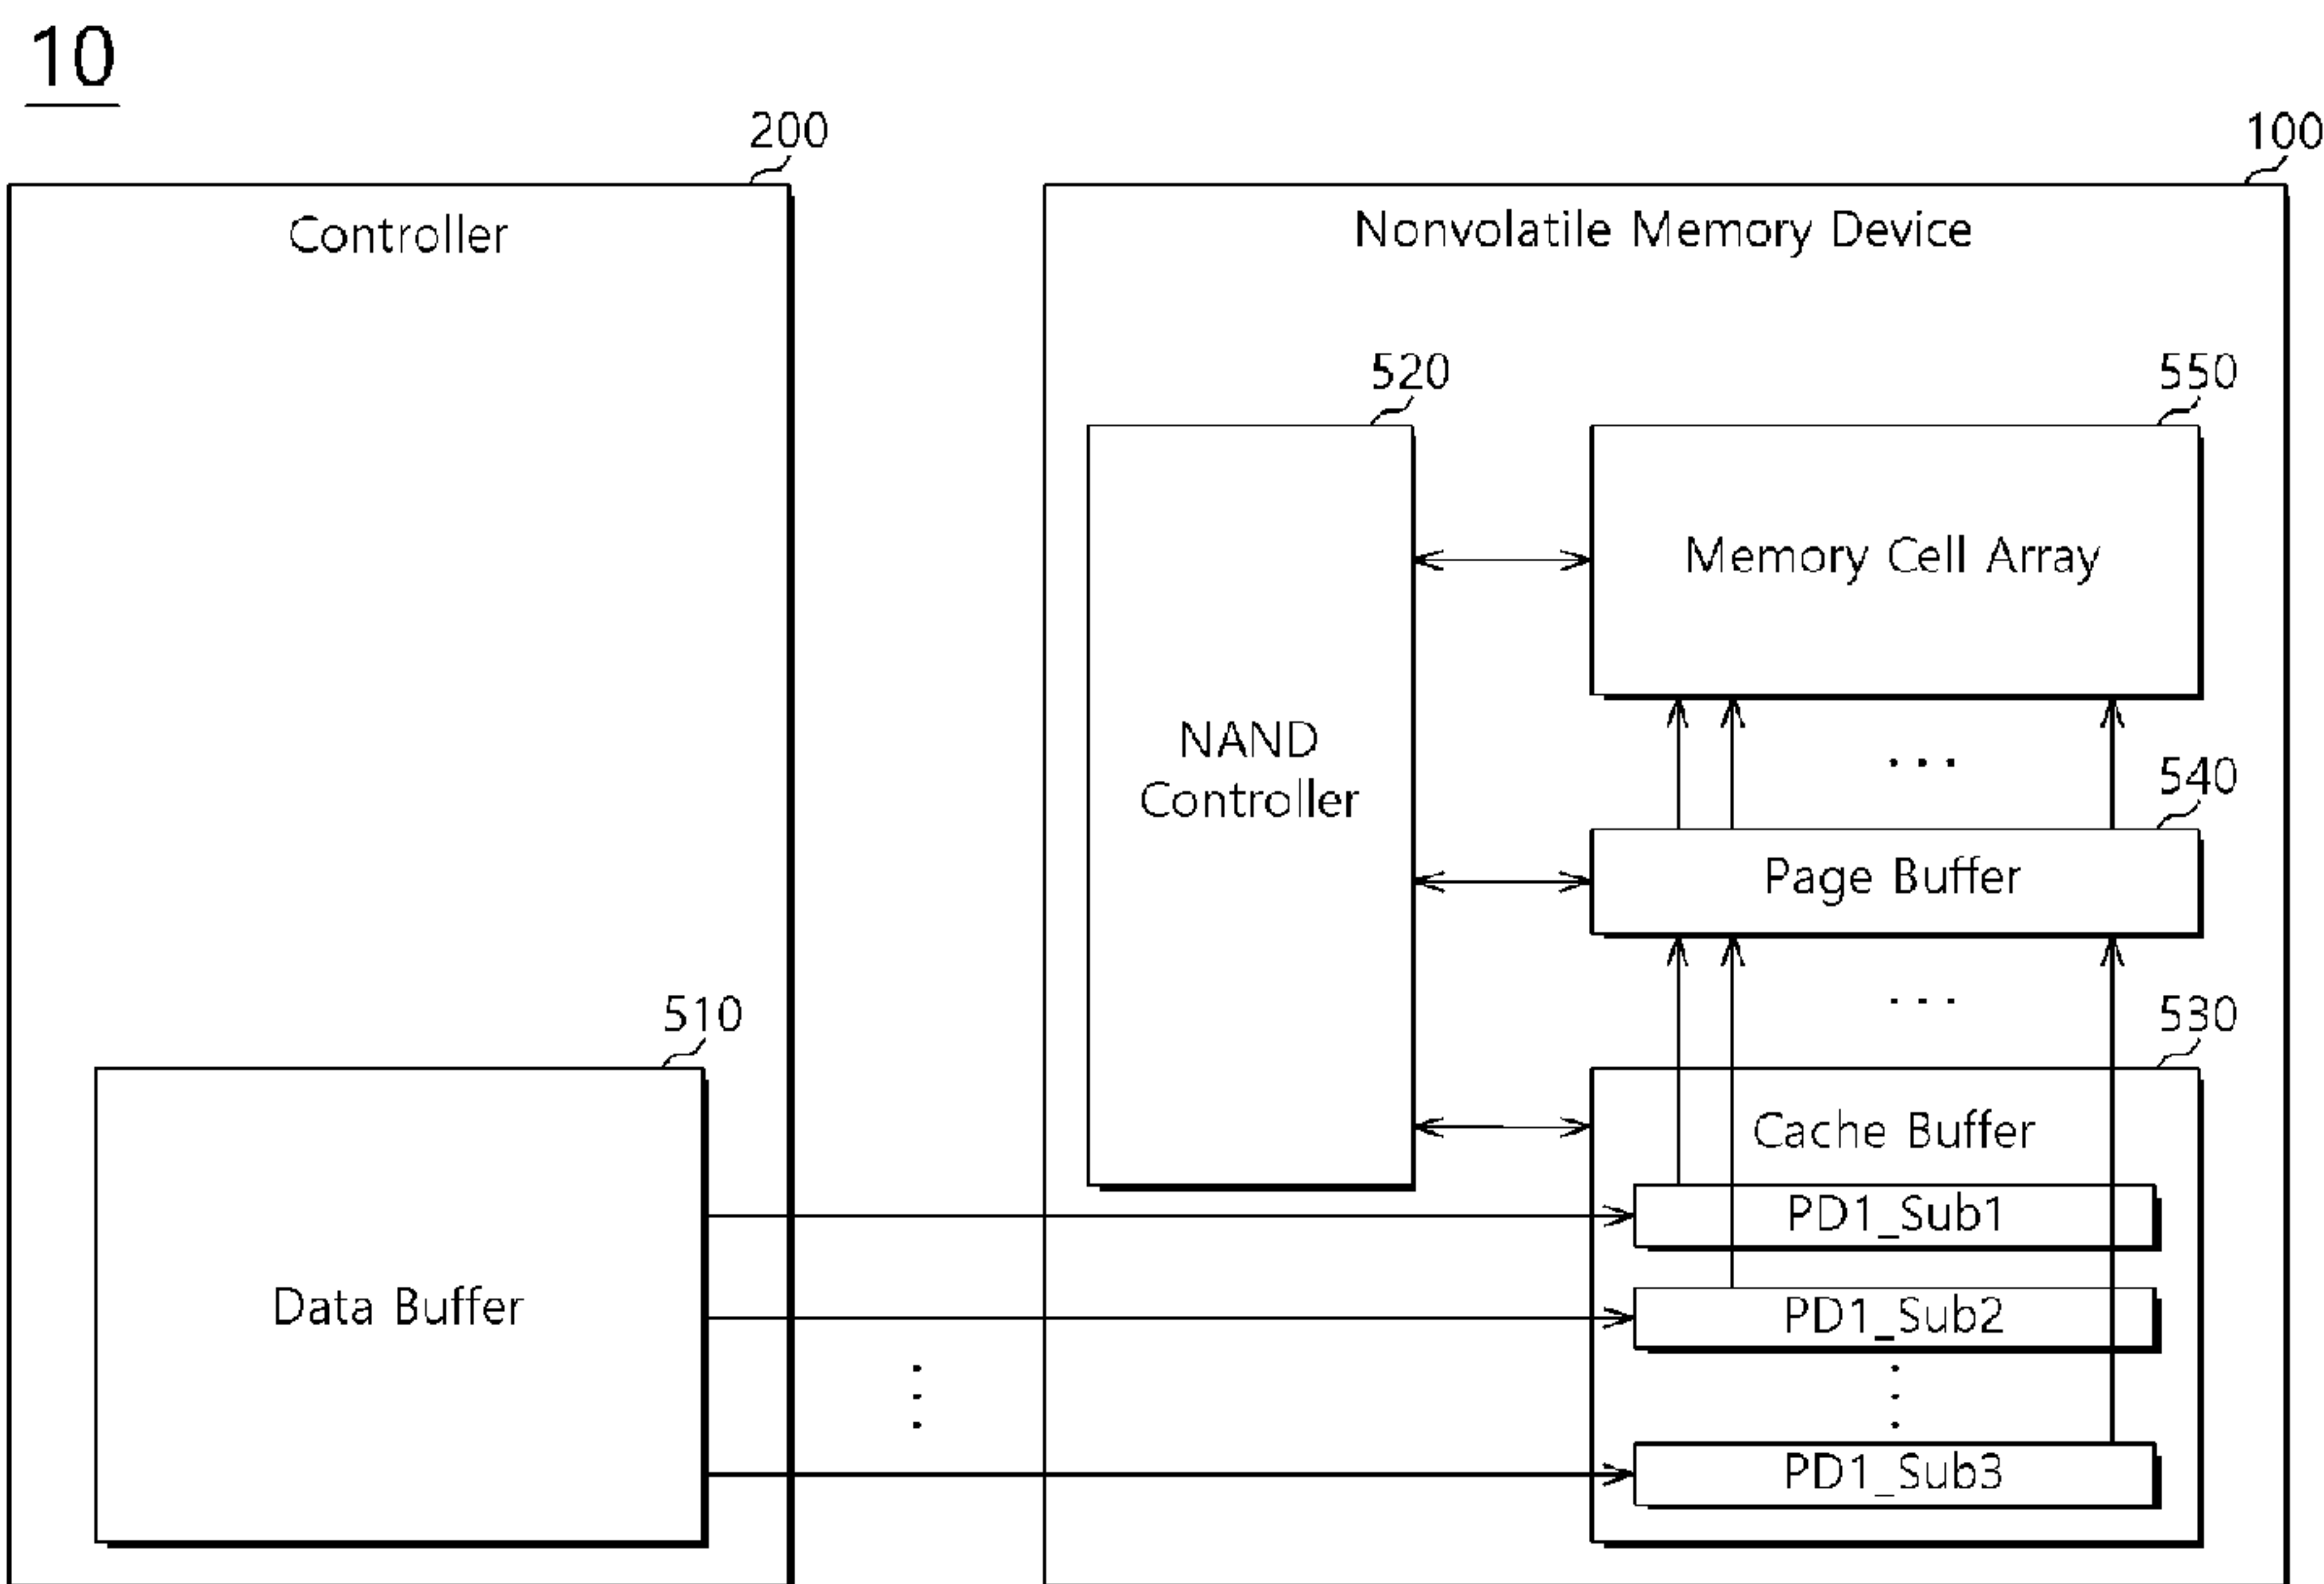 10
200
100
Controller
Nonvolatile Memory Device
520
550
Memory Cell Array
NAND
Controller
540
Page Buffer
510
530
Cache Buffer
PD1_Sub1
Data Buffer
PD1_Sub2
PD1_Sub3